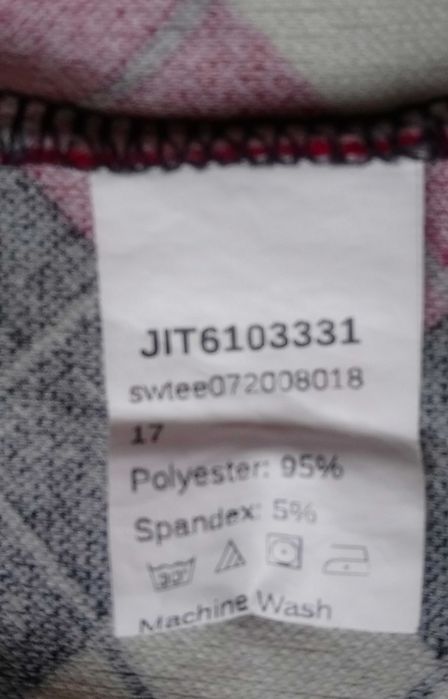 JIT6103331
swtee072008018
17
Polyester: 95%
Spandex: 5%
Machine Wash